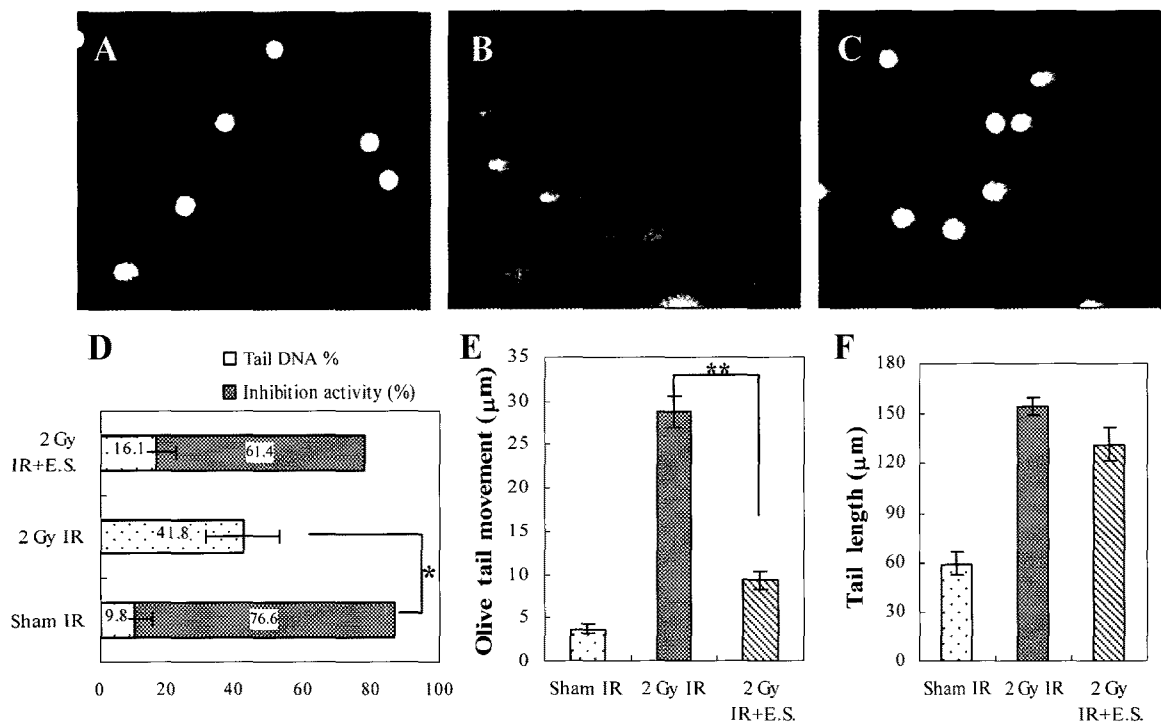 A
B
C
D
Tail DNA %
Inhibition activity (%)
2 Gy
IR+E.S.
16.1
61.4
2 Gy IR
41.8
*
Sham IR
9.8
76.6
0 20 40 60 80 100
E
Olive tail movement (μm)
35
30
25
20
15
10
5
0
**
Sham IR 2 Gy IR 2 Gy
IR+E.S.
F
Tail length (μm)
180
150
120
90
60
30
0
Sham IR 2 Gy IR 2 Gy
IR+E.S.